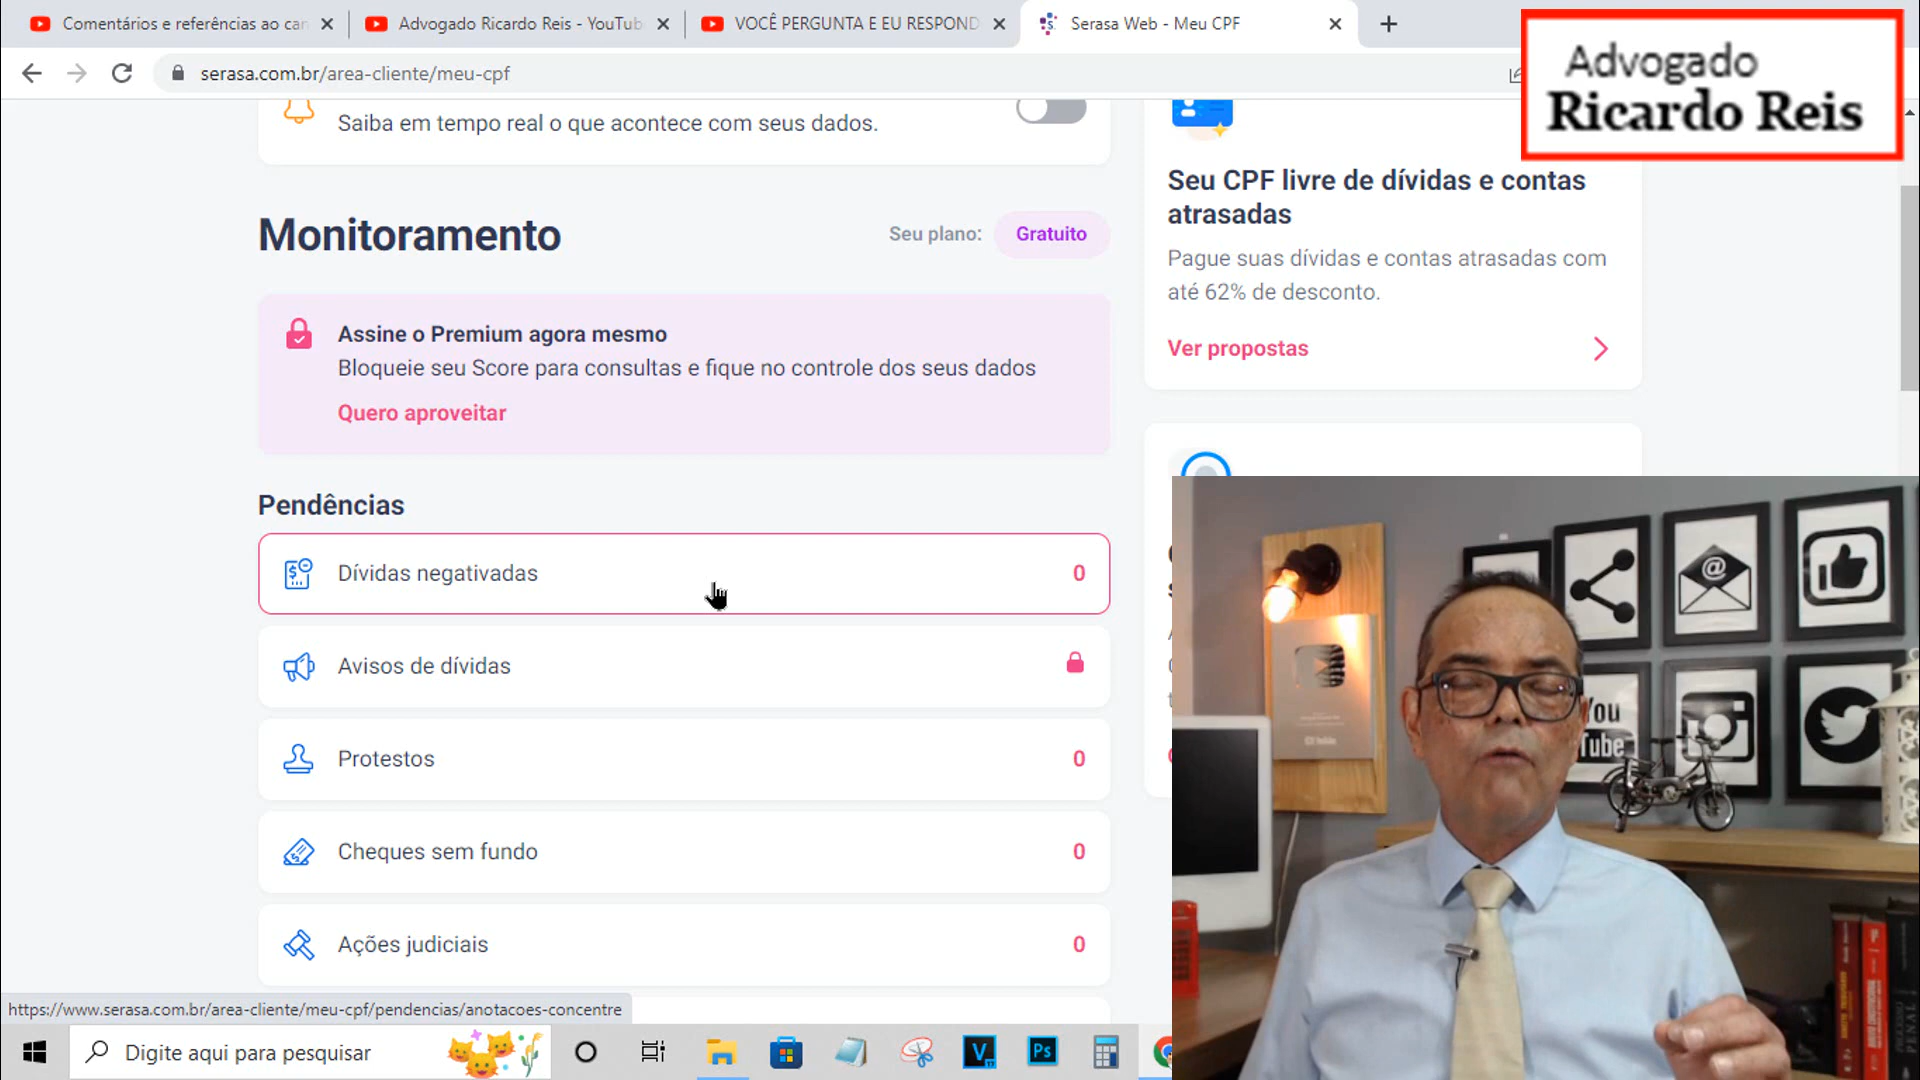 Comentários e referências ao can
Advogado Ricardo Reis - YouTub
VOCÊ PERGUNTA E EU RESPOND
Serasa Web - Meu CPF
serasa.com.br/area-cliente/meu-cpf
Advogado
Ricardo Reis
Saiba em tempo real o que acontece com seus dados.
Monitoramento
Seu plano:
Gratuito
Assine o Premium agora mesmo
Bloqueie seu Score para consultas e fique no controle dos seus dados
Quero aproveitar
Seu CPF livre de dívidas e contas
atrasadas
Pague suas dívidas e contas atrasadas com
até 62% de desconto.
Ver propostas
Pendências
Dívidas negativadas
0
Avisos de dívidas
Protestos
0
Cheques sem fundo
0
Ações judiciais
0
You
Tube
PENAL
https://www.serasa.com.br/area-cliente/meu-cpf/pendencias/anotacoes-concentre
Digite aqui para pesquisar
V
Ps